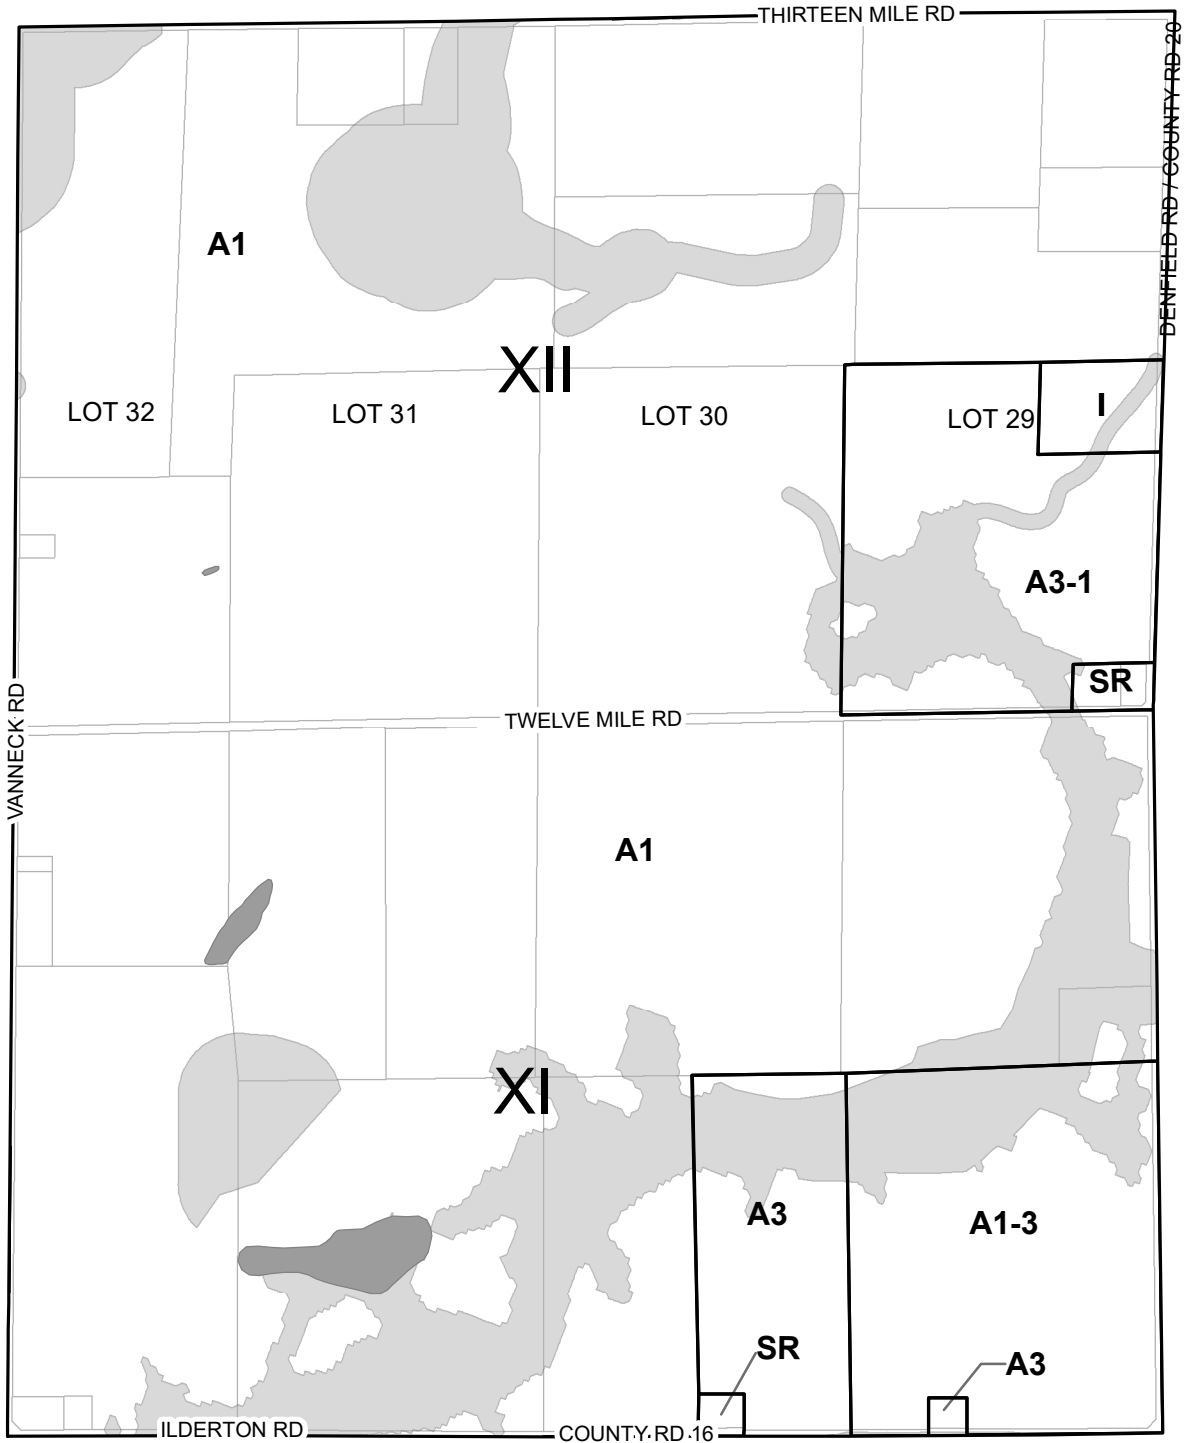 THIRTEEN MILE RD
DENFIELD RD / COUNTY RD 20
A1
XII
LOT 32
LOT 31
LOT 30
LOT 29
I
A3-1
SR
VANNECK RD
TWELVE MILE RD
A1
XI
A3
A1-3
SR
A3
ILDERTON RD
COUNTY RD 16